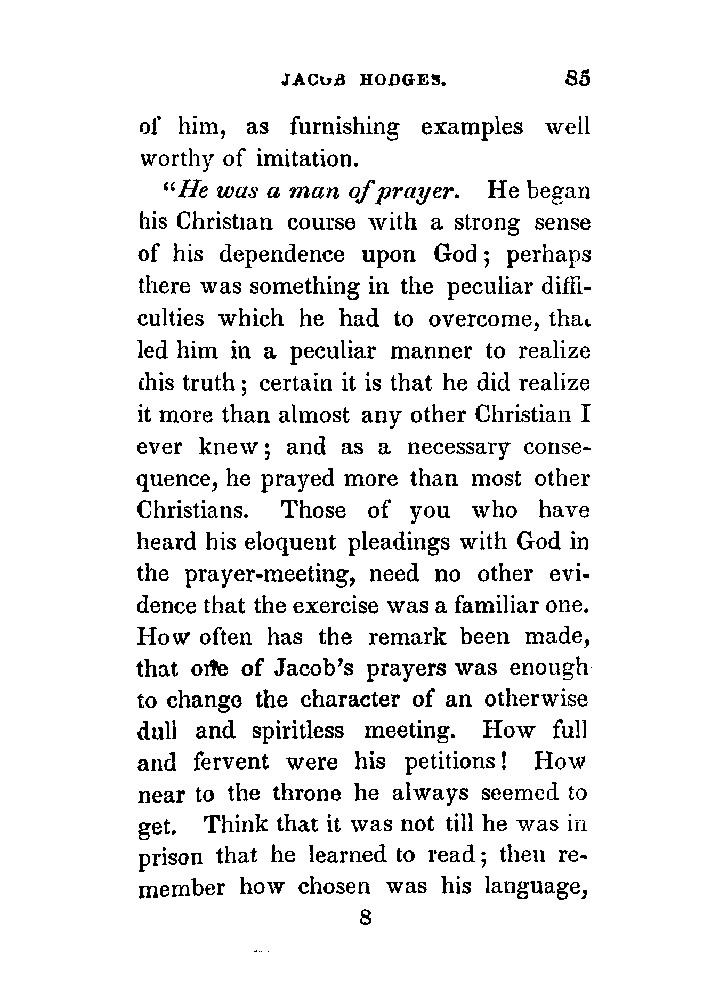 JACOB HODGES. 85
of him, as furnishing examples well
worthy of imitation.
"He was a man of prayer. He began
his Christian course with a strong sense
of his dependence upon God; perhaps
there was something in the peculiar diffi-
culties which he had to overcome, that
led him in a peculiar manner to realize
this truth; certain it is that he did realize
it more than almost any other Christian I
ever knew; and as a necessary conse-
quence, he prayed more than most other
Christians. Those of you who have
heard his eloquent pleadings with God in
the prayer-meeting, need no other evi-
dence that the exercise was a familiar one.
How often has the remark been made,
that one of Jacob's prayers was enough
to change the character of an otherwise
dull and spiritless meeting. How full
and fervent were his petitions! How
near to the throne he always seemed to
get. Think that it was not till he was in
prison that he learned to read; then re-
member how chosen was his language,
8